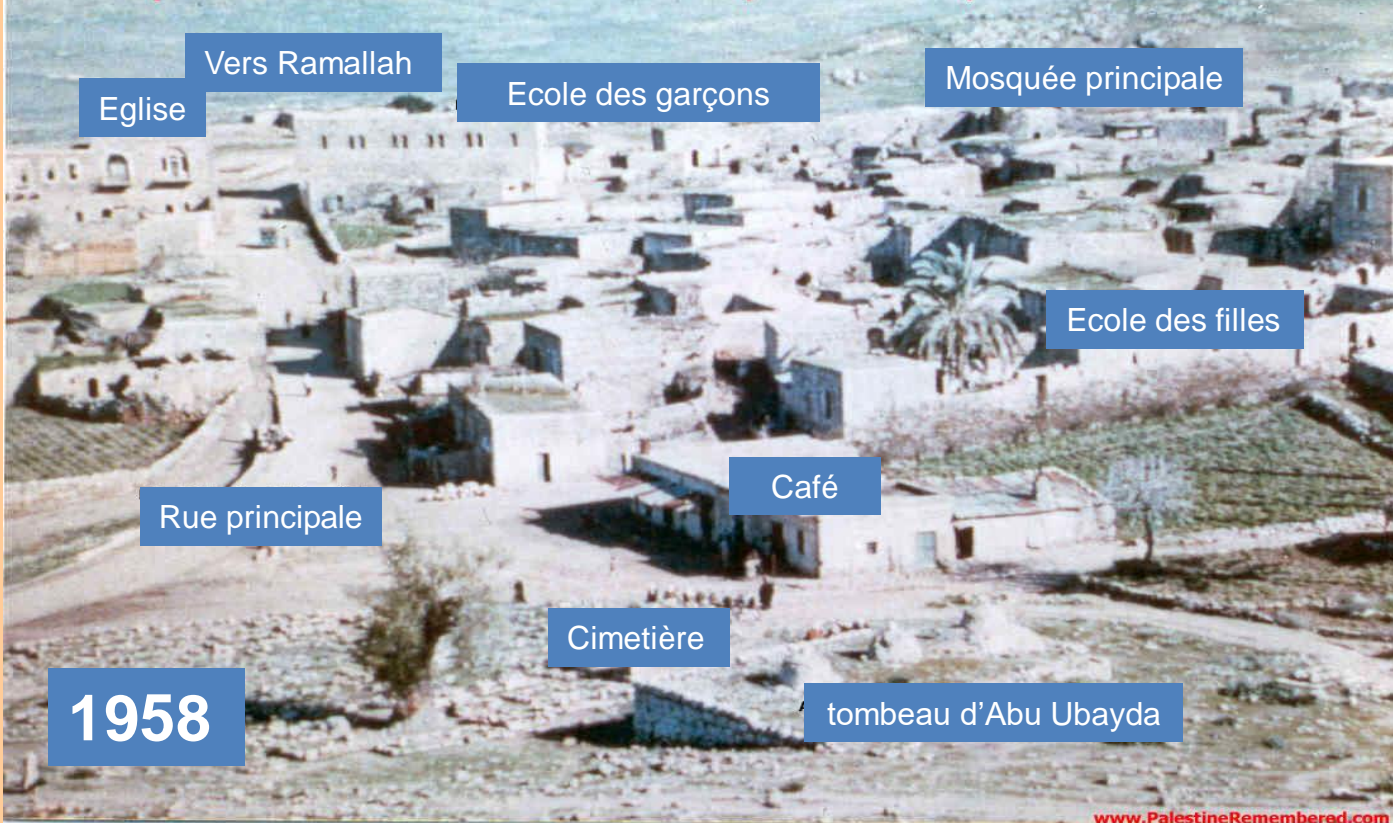 Vers Ramallah
Eglise
Ecole des garçons
Mosquée principale
Ecole des filles
Café
Rue principale
Cimetière
1958
tombeau d’Abu Ubayda
www.PalestineRemembered.com